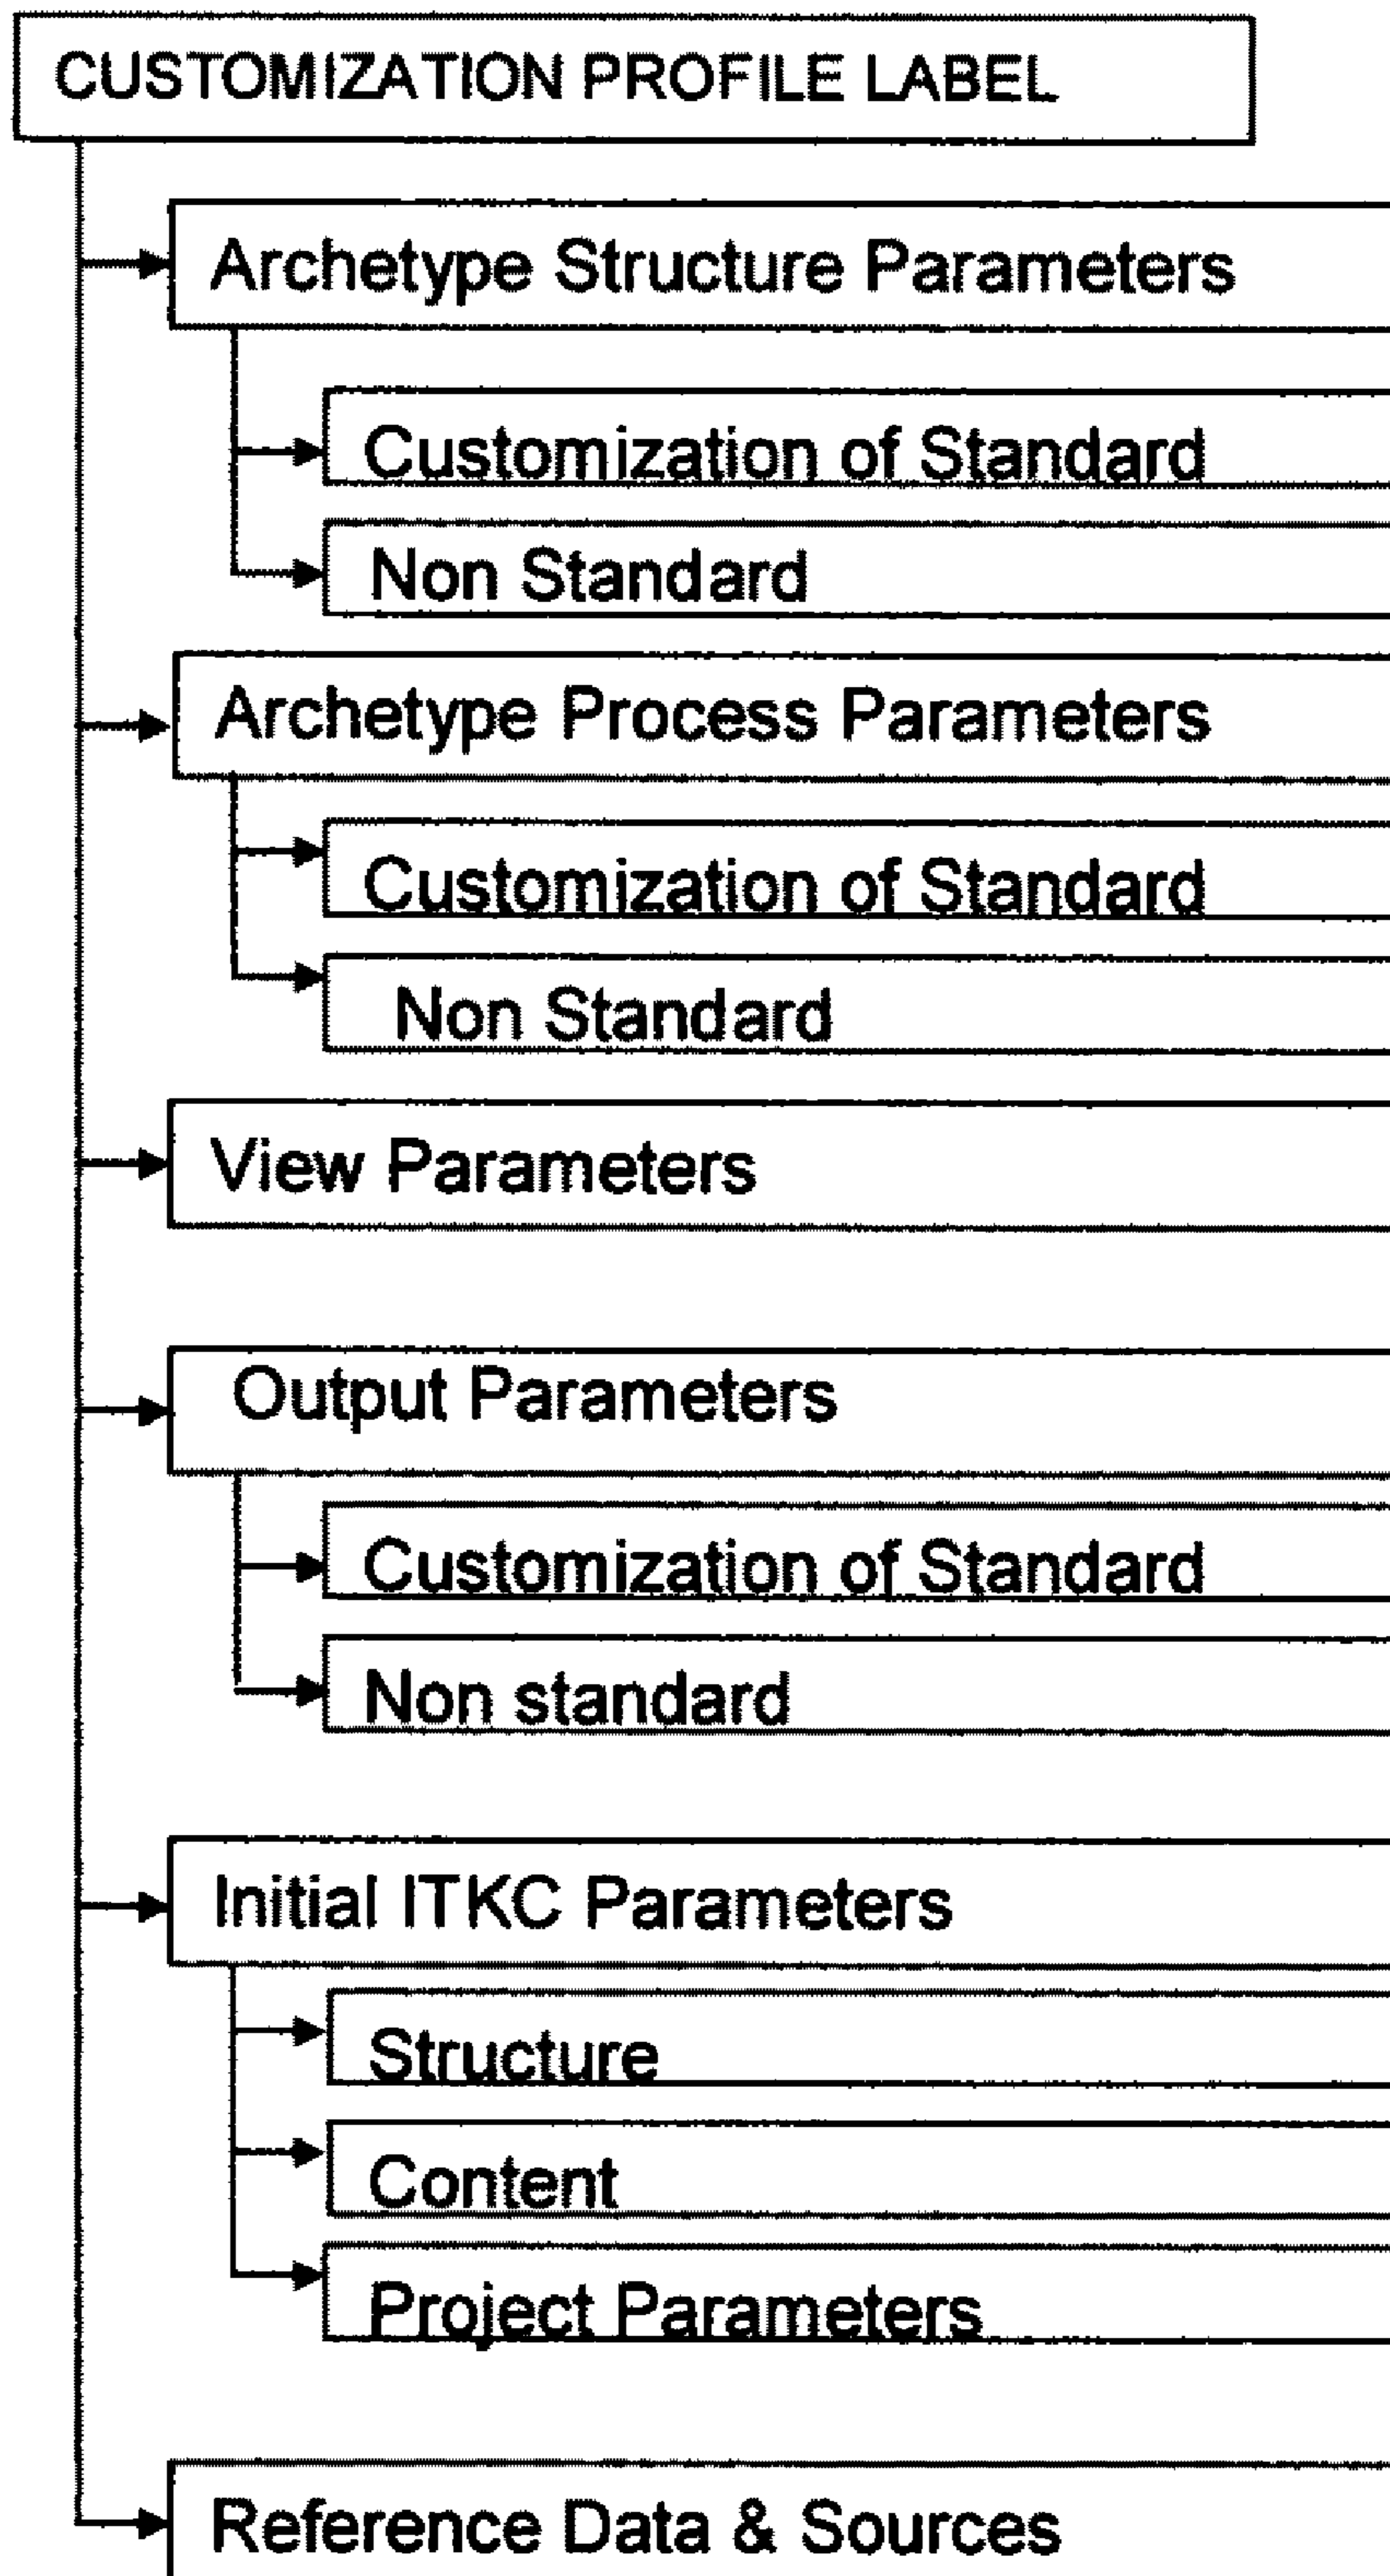 CUSTOMIZATION PROFILE LABEL
Archetype Structure Parameters
Customization of Standard
Non Standard
Archetype Process Parameters
Customization of Standard
Non Standard
View Parameters
Output Parameters
Customization of Standard
Non standard
Initial ITKC Parameters
Structure
Content
Project Parameters
Reference Data & Sources